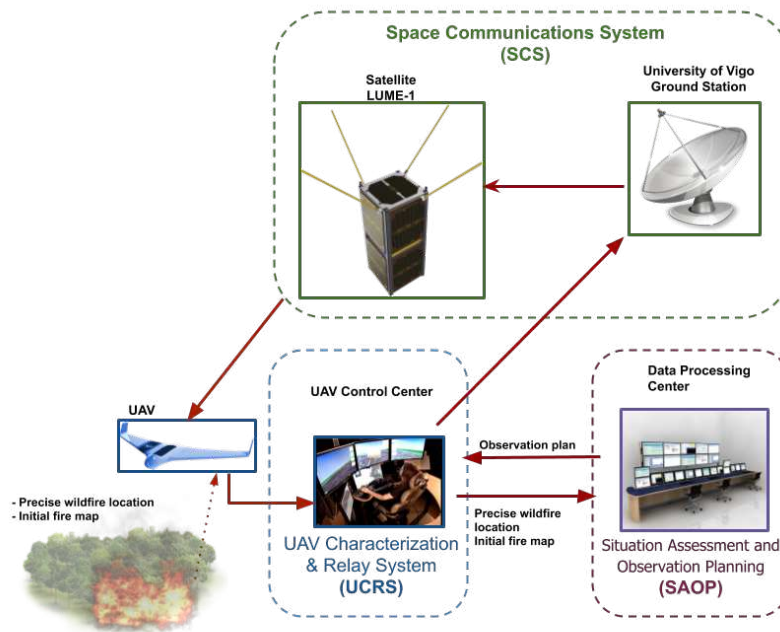 Space Communications System
(SCS)
Satellite
LUME-1
University of Vigo
Ground Station
UAV Control Center
Data Processing
Center
UAV
Observation plan
- Precise wildfire location
- Initial fire map
Precise wildfire
location
Initial fire map
UAV Characterization
& Relay System
(UCRS)
Situation Assessment and
Observation Planning
(SAOP)